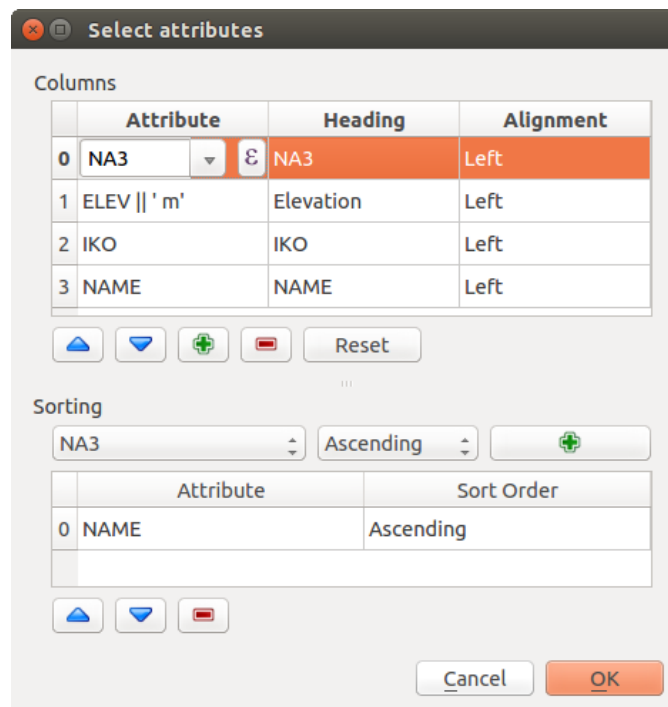 Select attributes
Columns
Attribute Heading Alignment
0 NA3 ε NA3 Left
1 ELEV || ' m' Elevation Left
2 IKO IKO Left
3 NAME NAME Left
Reset
Sorting
NA3 Ascending
Attribute Sort Order
0 NAME Ascending
Cancel OK